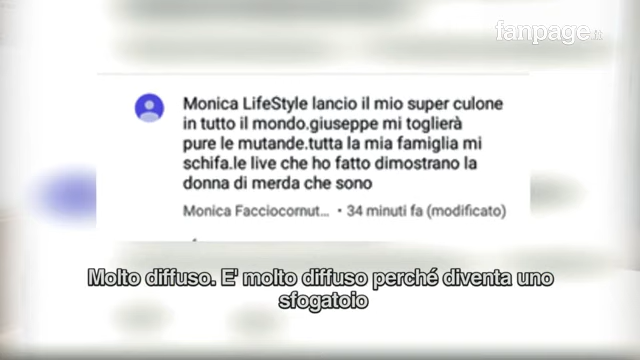 fanpage.it
Monica LifeStyle lancio il mio super culone
in tutto il mondo.giuseppe mi toglierà
pure le mutande.tutta la mia famiglia mi
schifa.le live che ho fatto dimostrano la
donna di merda che sono
Monica Facciocornut... • 34 minuti fa (modificato)
Molto diffuso. E' molto diffuso perché diventa uno
sfogatoio